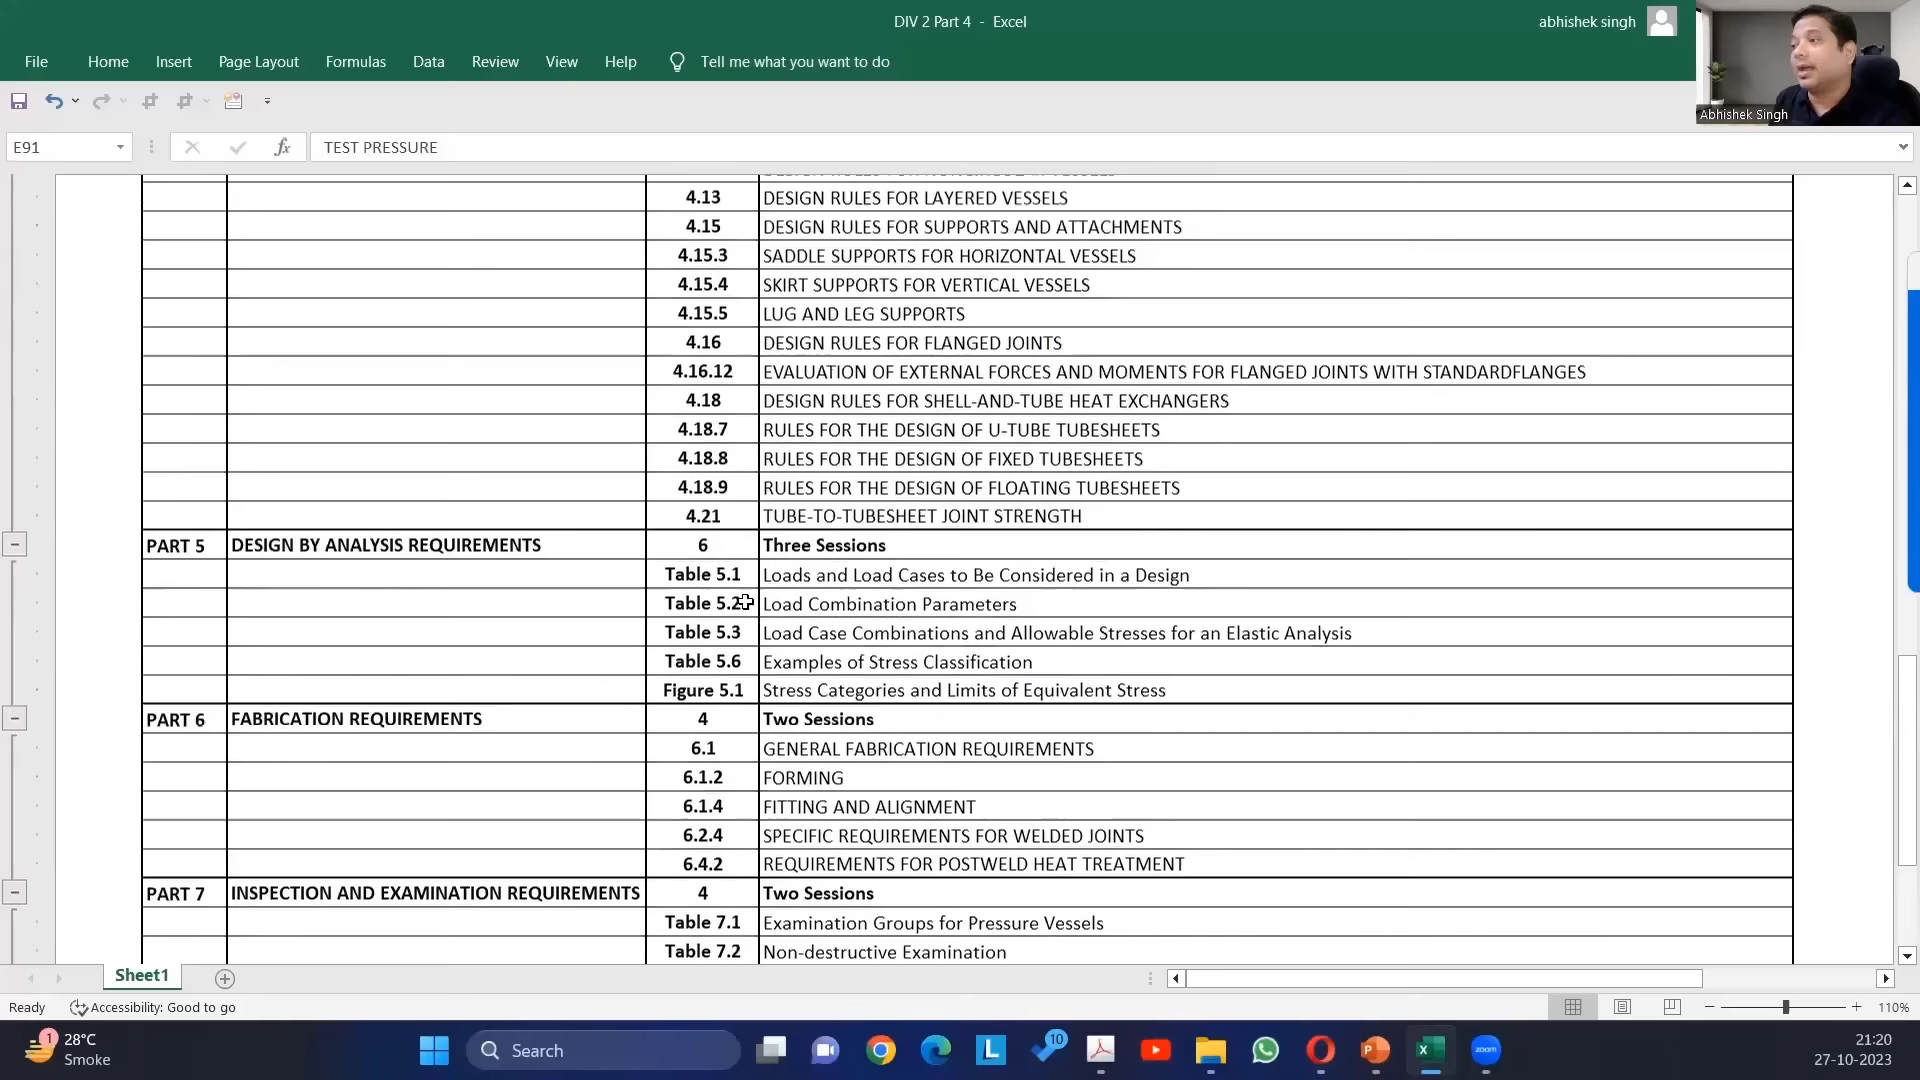 DIV 2 Part 4 - Excel
abhishek singh
File Home Insert Page Layout Formulas Data Review View Help Tell me what you want to do
Abhishek Singh
E91
fx
TEST PRESSURE
4.13 DESIGN RULES FOR LAYERED VESSELS
4.15 DESIGN RULES FOR SUPPORTS AND ATTACHMENTS
4.15.3 SADDLE SUPPORTS FOR HORIZONTAL VESSELS
4.15.4 SKIRT SUPPORTS FOR VERTICAL VESSELS
4.15.5 LUG AND LEG SUPPORTS
4.16 DESIGN RULES FOR FLANGED JOINTS
4.16.12 EVALUATION OF EXTERNAL FORCES AND MOMENTS FOR FLANGED JOINTS WITH STANDARDFLANGES
4.18 DESIGN RULES FOR SHELL-AND-TUBE HEAT EXCHANGERS
4.18.7 RULES FOR THE DESIGN OF U-TUBE TUBESHEETS
4.18.8 RULES FOR THE DESIGN OF FIXED TUBESHEETS
4.18.9 RULES FOR THE DESIGN OF FLOATING TUBESHEETS
4.21 TUBE-TO-TUBESHEET JOINT STRENGTH
PART 5 DESIGN BY ANALYSIS REQUIREMENTS 6 Three Sessions
Table 5.1 Loads and Load Cases to Be Considered in a Design
Table 5.2 Load Combination Parameters
Table 5.3 Load Case Combinations and Allowable Stresses for an Elastic Analysis
Table 5.6 Examples of Stress Classification
Figure 5.1 Stress Categories and Limits of Equivalent Stress
PART 6 FABRICATION REQUIREMENTS 4 Two Sessions
6.1 GENERAL FABRICATION REQUIREMENTS
6.1.2 FORMING
6.1.4 FITTING AND ALIGNMENT
6.2.4 SPECIFIC REQUIREMENTS FOR WELDED JOINTS
6.4.2 REQUIREMENTS FOR POSTWELD HEAT TREATMENT
PART 7 INSPECTION AND EXAMINATION REQUIREMENTS 4 Two Sessions
Table 7.1 Examination Groups for Pressure Vessels
Table 7.2 Non-destructive Examination
Sheet1
Ready Accessibility: Good to go 110%
1 28°C
Smoke
Search
L
10
zoom
21:20
27-10-2023